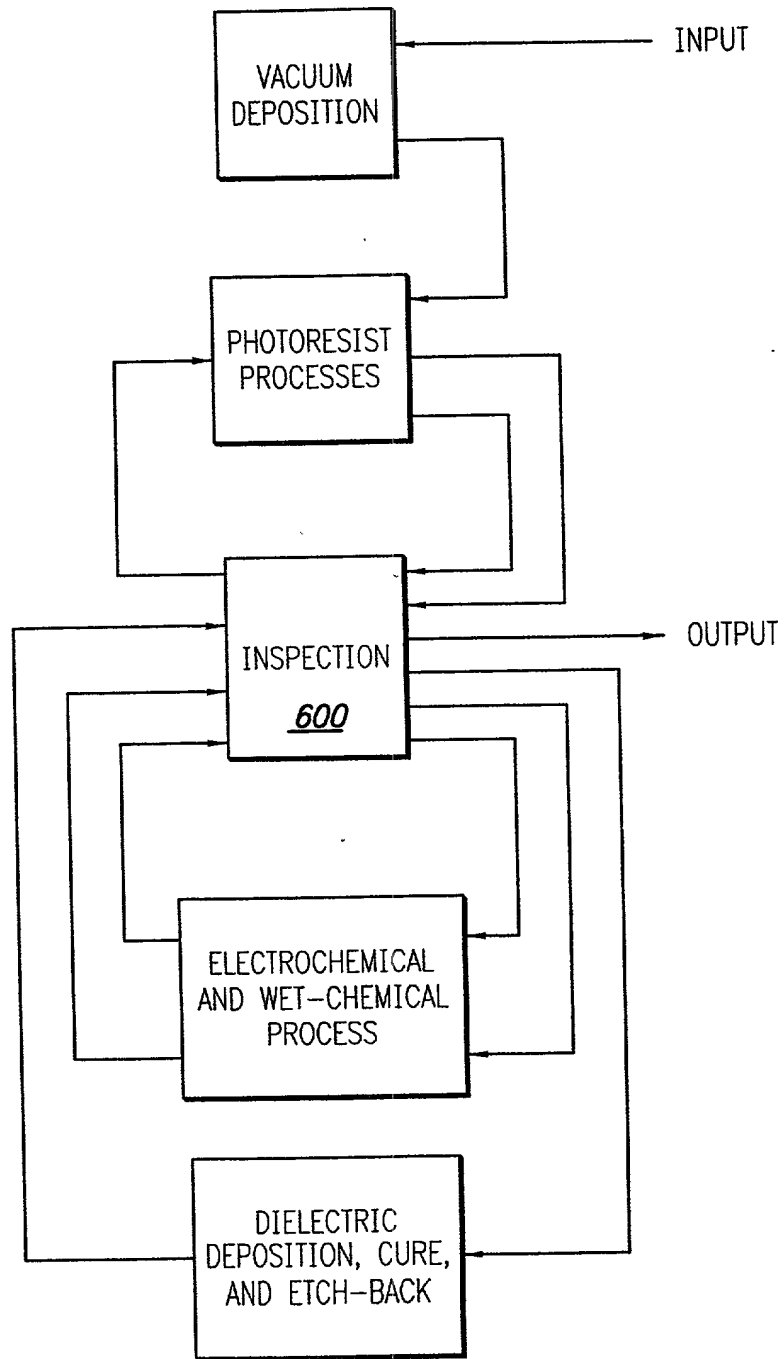 INPUT
VACUUM
DEPOSITION
PHOTORESIST
PROCESSES
INSPECTION
600
OUTPUT
ELECTROCHEMICAL
AND WET-CHEMICAL
PROCESS
DIELECTRIC
DEPOSITION, CURE,
AND ETCH-BACK